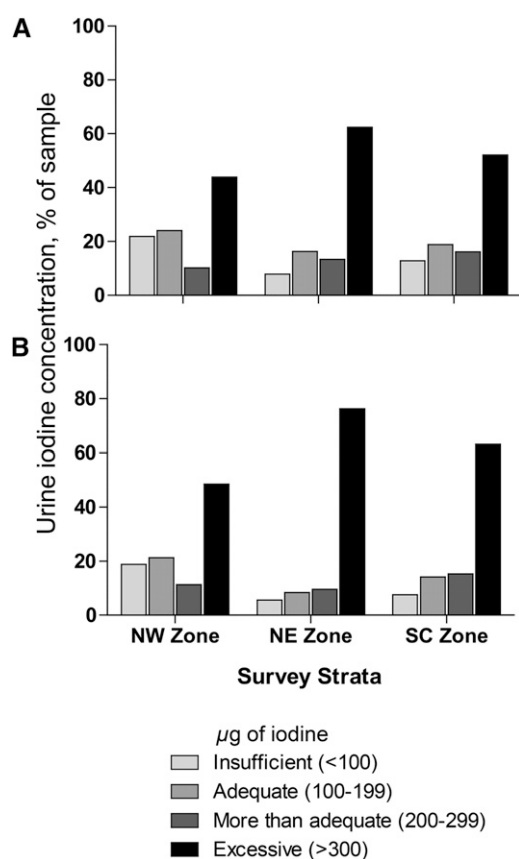 A
100
80
60
40
20
0
B
100
80
60
40
20
0
Urine iodine concentration, % of sample
NW Zone NE Zone SC Zone
Survey Strata
µg of iodine
Insufficient (<100)
Adequate (100-199)
More than adequate (200-299)
Excessive (>300)